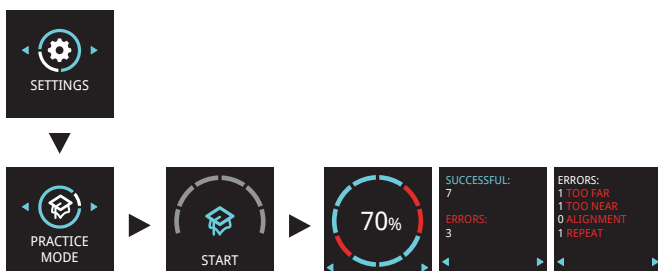 SETTINGS
PRACTICE
MODE
START
70%
SUCCESSFUL:
7
ERRORS:
3
ERRORS:
1 TOO FAR
1 TOO NEAR
0 ALIGNMENT
1 REPEAT